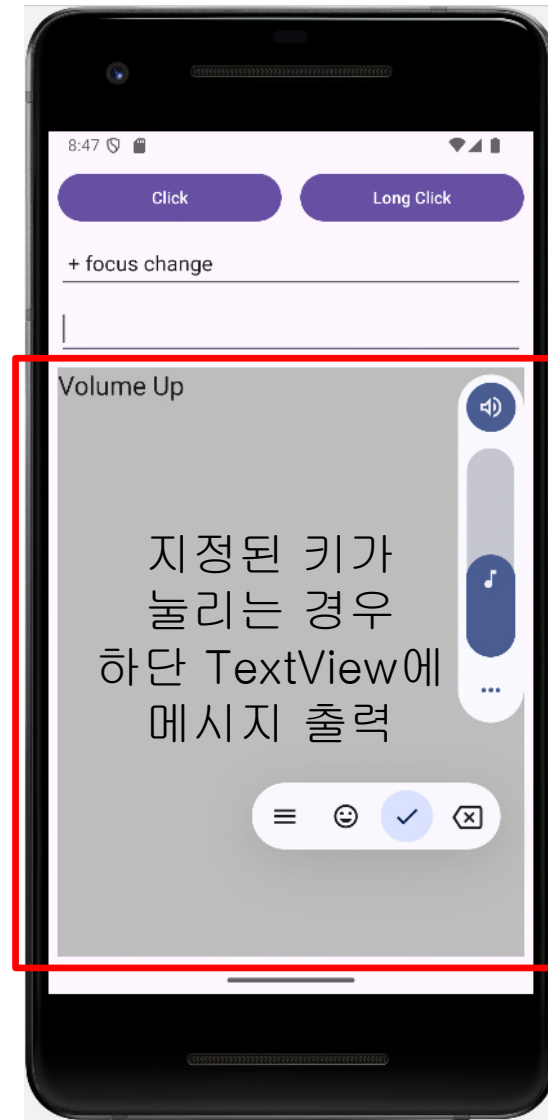 8:47
Click
Long Click
+ focus change
Volume Up
지정된 키가
눌리는 경우
하단 TextView에
메시지 출력